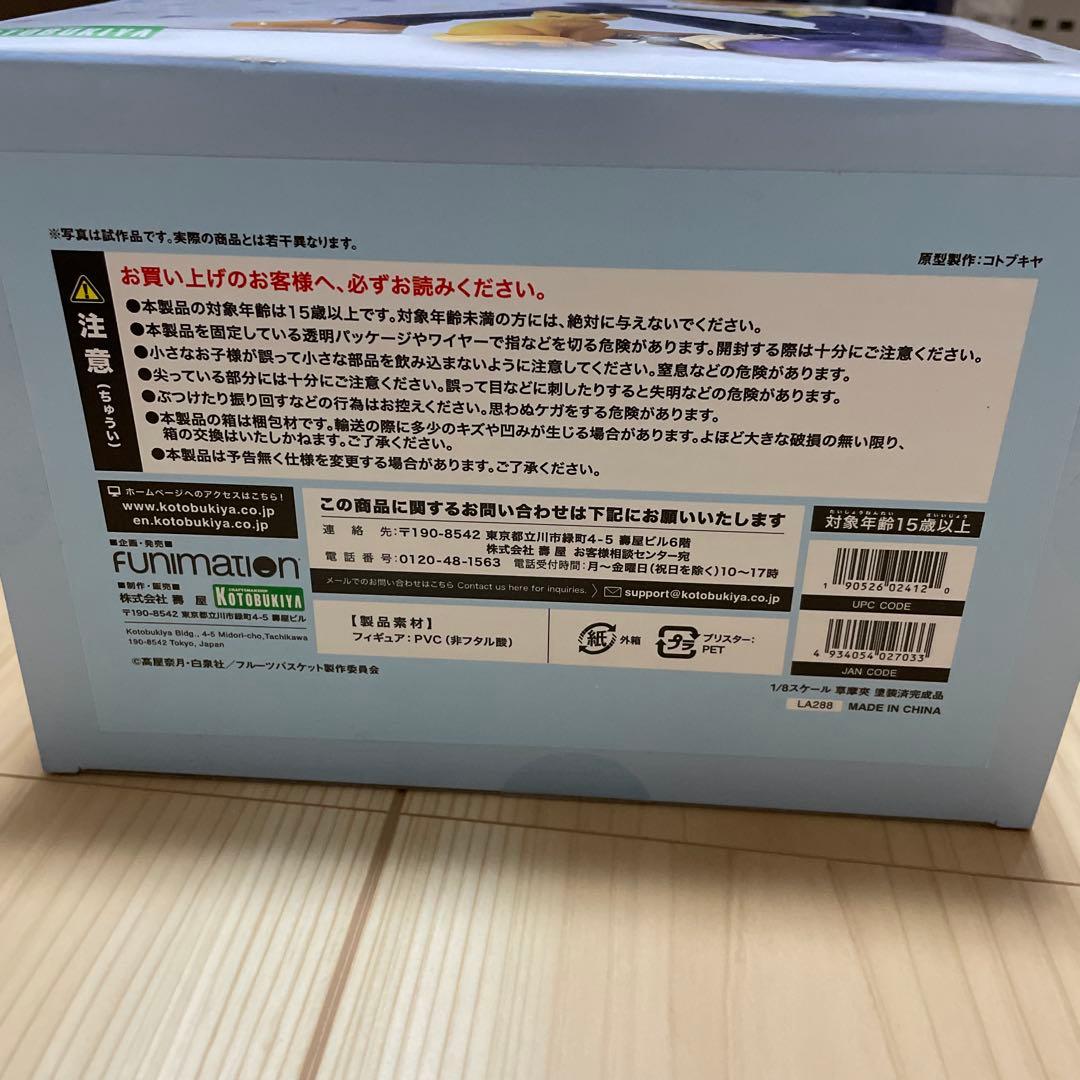 KOTOBUKIYA
※写真は試作品です。実際の商品とは若干異なります。
原型製作：コトブキヤ
注意(ちゅうい)
お買い上げのお客様へ、必ずお読みください。
●本製品の対象年齢は15歳以上です。対象年齢未満の方には、絶対に与えないでください。
●本製品を固定している透明パッケージやワイヤーで指などを切る危険があります。開封する際は十分にご注意ください。
●小さなお子様が誤って小さな部品を飲み込まないように注意してください。窒息などの危険があります。
●尖っている部分には十分にご注意ください。誤って目などに刺したりすると失明などの危険があります。
●ぶつけたり振り回すなどの行為はお控えください。思わぬケガをする危険があります。
●本製品の箱は梱包材です。輸送の際に多少のキズや凹みが生じる場合があります。よほど大きな破損の無い限り、
箱の交換はいたしかねます。ご了承ください。
●本製品は予告無く仕様を変更する場合があります。ご了承ください。
ホームページへのアクセスはこちら！
www.kotobukiya.co.jp
en.kotobukiya.co.jp
■企画・発売■
FUNIMATION
■制作・販売■
株式会社 壽 屋 CRAFTSMANSHIP KOTOBUKIYA
〒190-8542 東京都立川市緑町4-5 壽屋ビル
Kotobukiya Bldg., 4-5 Midori-cho,Tachikawa
190-8542 Tokyo, Japan
©高屋奈月・白泉社／フルーツバスケット製作委員会
この商品に関するお問い合わせは下記にお願いいたします
連絡先：〒190-8542 東京都立川市緑町4-5 壽屋ビル6階
株式会社 壽 屋 お客様相談センター宛
電話番号：0120-48-1563 電話受付時間：月〜金曜日(祝日を除く)10〜17時
メールでのお問い合わせはこちら Contact us here for inquiries. support@kotobukiya.co.jp
【製品素材】
フィギュア：PVC (非フタル酸)
紙 外箱
プラ ブリスター：
PET
たいしょうねんれい さいいじょう
対象年齢15歳以上
1 90526 02412 0
UPC CODE
4 934054 027033
JAN CODE
1/8スケール 草摩夾 塗装済完成品
LA288 MADE IN CHINA